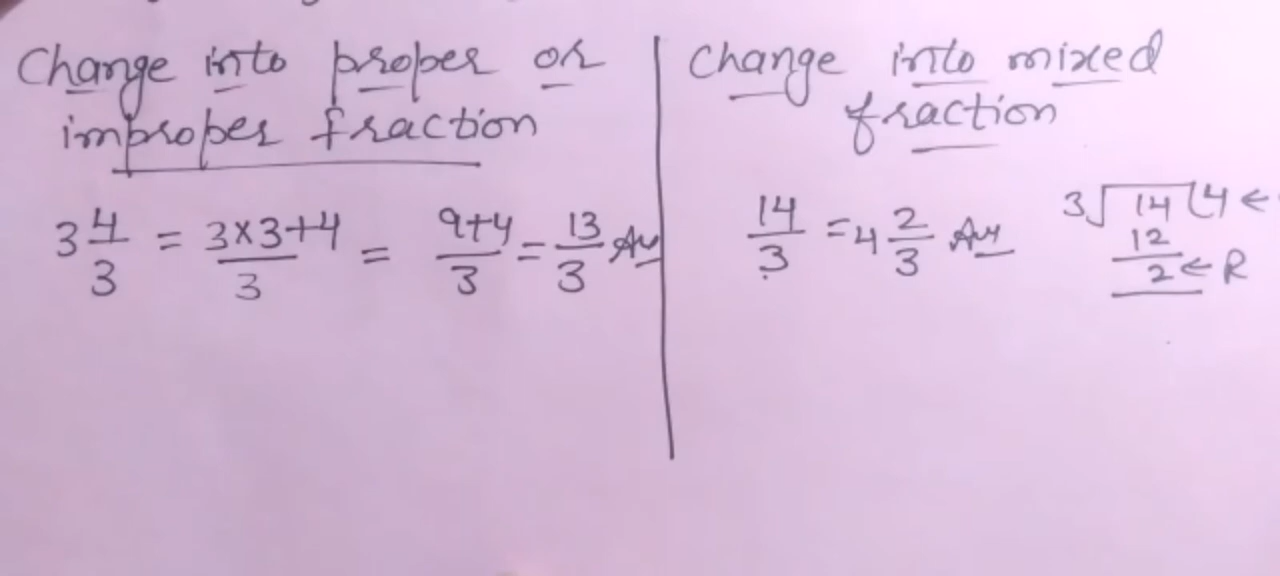 Change into proper or
improper fraction
3 4/3 = 3×3+4/3 = 9+4/3 = 13/3 Ans
Change into mixed
fraction
14/3 = 4 2/3 Ans
3 14 4 ←
12
2 ← R